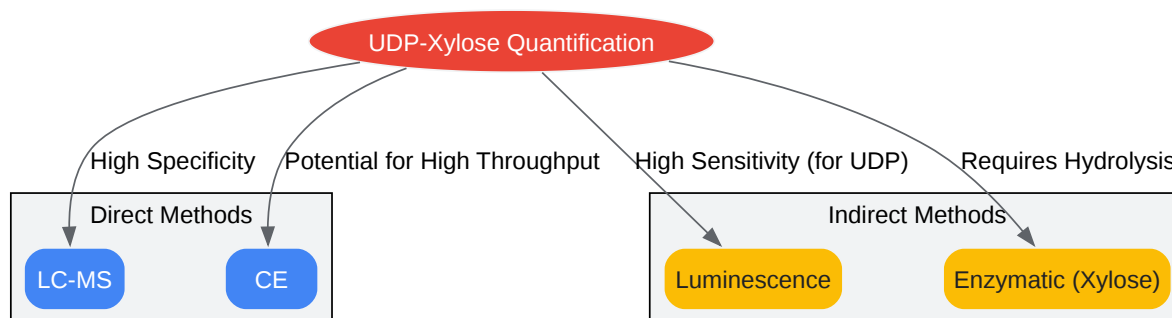 UDP-Xylose Quantification
High Specificity
Potential for High Throughput
High Sensitivity (for UDP)
Requires Hydrolysis
Direct Methods
Indirect Methods
LC-MS
CE
Luminescence
Enzymatic (Xylose)